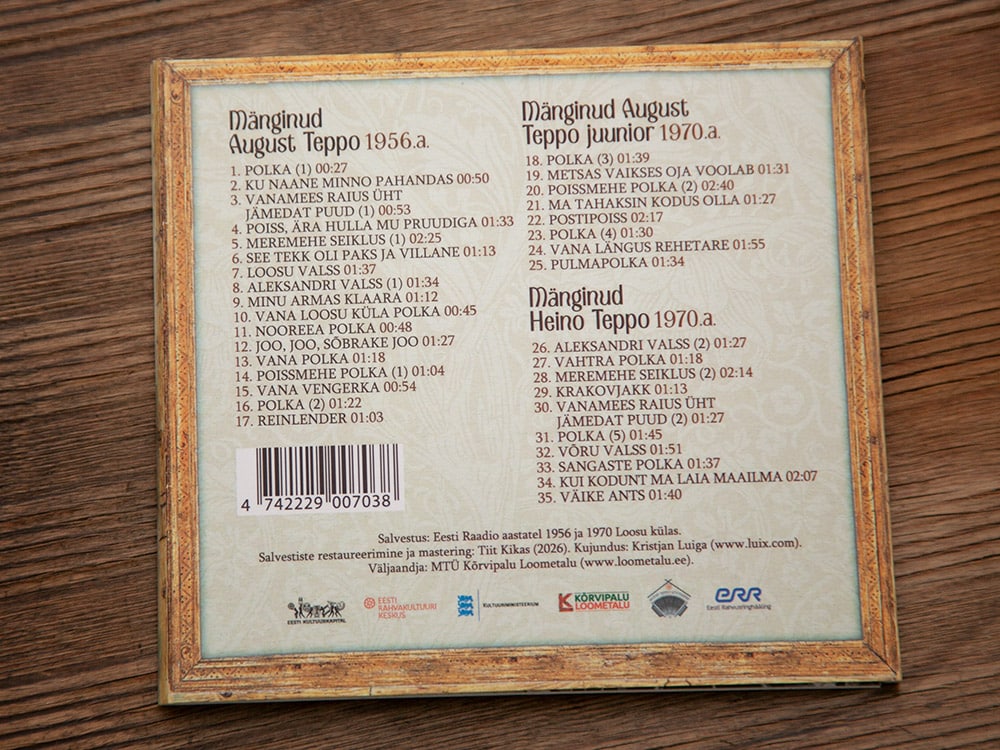 Mänginud
August Teppo 1956.a.
1. POLKA (1) 00:27
2. KU NAANE MINNO PAHANDAS 00:50
3. VANAMEES RAIUS ÜHT
JÄMEDAT PUUD (1) 00:53
4. POISS, ÄRA HULLA MU PRUUDIGA 01:33
5. MEREMEHE SEIKLUS (1) 02:25
6. SEE TEKK OLI PAKS JA VILLANE 01:13
7. LOOSU VALSS 01:37
8. ALEKSANDRI VALSS (1) 01:34
9. MINU ARMAS KLAARA 01:12
10. VANA LOOSU KÜLA POLKA 00:45
11. NOOREEA POLKA 00:48
12. JOO, JOO, SÕBRAKE JOO 01:27
13. VANA POLKA 01:18
14. POISSMEHE POLKA (1) 01:04
15. VANA VENGERKA 00:54
16. POLKA (2) 01:22
17. REINLENDER 01:03
Mänginud August
Teppo juunior 1970.a.
18. POLKA (3) 01:39
19. METSAS VAIKSES OJA VOOLAB 01:31
20. POISSMEHE POLKA (2) 02:40
21. MA TAHAKSIN KODUS OLLA 01:27
22. POSTIPOISS 02:17
23. POLKA (4) 01:30
24. VANA LÄNGUS REHETARE 01:55
25. PULMAPOLKA 01:34
Mänginud
Heino Teppo 1970.a.
26. ALEKSANDRI VALSS (2) 01:27
27. VAHTRA POLKA 01:18
28. MEREMEHE SEIKLUS (2) 02:14
29. KRAKOVJAKK 01:13
30. VANAMEES RAIUS ÜHT
JÄMEDAT PUUD (2) 01:27
31. POLKA (5) 01:45
32. VÕRU VALSS 01:51
33. SANGASTE POLKA 01:37
34. KUI KODUNT MA LAIA MAAILMA 02:07
35. VÄIKE ANTS 01:40
4 742229 007038
Salvestus: Eesti Raadio aastatel 1956 ja 1970 Loosu külas.
Salvestiste restaureerimine ja mastering: Tiit Kikas (2026). Kujundus: Kristjan Luiga (www.luix.com).
Väljaandja: MTÜ Kõrvipalu Loometalu (www.loometalu.ee).
EESTI KULTUURKAPITAL
EESTI
RAHVAKULTUURI
KESKUS
KULTUURIMINISTEERIUM
KÕRVIPALU
LOOMETALU
err
Eesti Rahvusringhääling